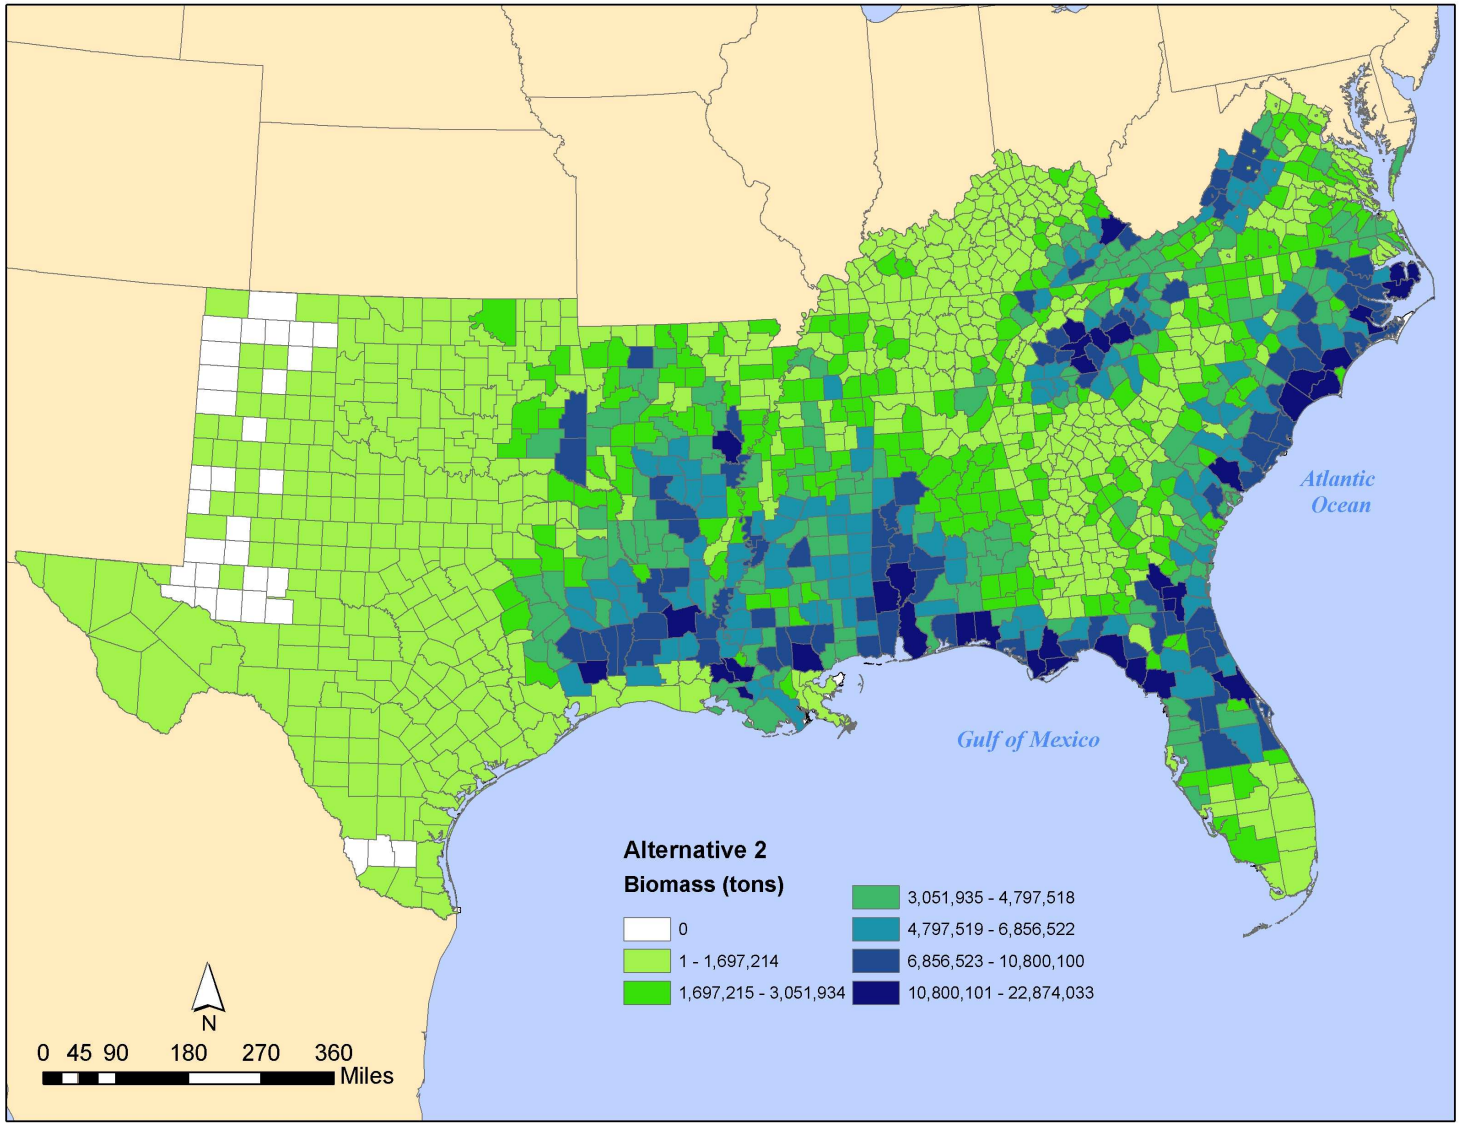 Atlantic
Ocean
Gulf of Mexico
Alternative 2
Biomass (tons)
0
1 - 1,697,214
1,697,215 - 3,051,934
3,051,935 - 4,797,518
4,797,519 - 6,856,522
6,856,523 - 10,800,100
10,800,101 - 22,874,033
N
0 45 90 180 270 360
Miles